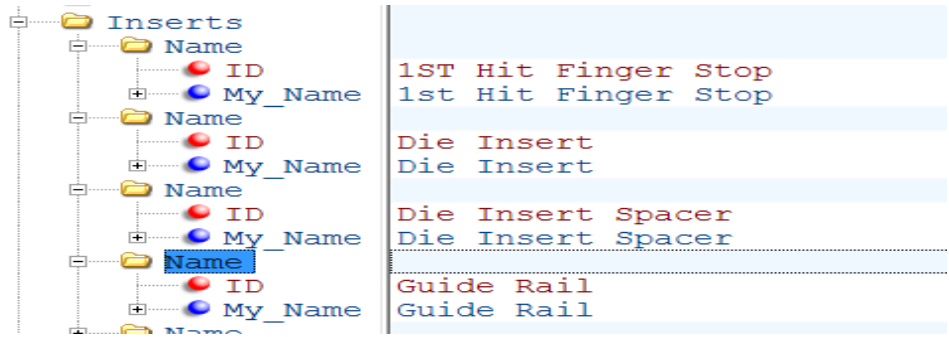 Inserts
Name
ID 1ST Hit Finger Stop
My_Name 1st Hit Finger Stop
Name
ID Die Insert
My_Name Die Insert
Name
ID Die Insert Spacer
My_Name Die Insert Spacer
Name
ID Guide Rail
My_Name Guide Rail
Name